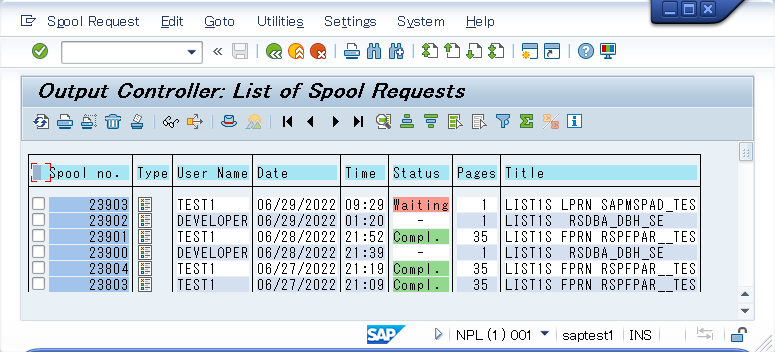 Spool Request Edit Goto Utilities Settings System Help
Output Controller: List of Spool Requests
Spool no. Type User Name Date Time Status Pages Title
23903 TEST1 06/29/2022 09:29 Waiting 1 LIST1S LPRN SAPMSPAD_TES
23902 DEVELOPER 06/29/2022 01:20 - 1 LIST1S RSDBA_DBH_SE
23901 TEST1 06/28/2022 21:52 Compl. 35 LIST1S FPRN RSPFPAR__TES
23900 DEVELOPER 06/28/2022 21:39 - 1 LIST1S RSDBA_DBH_SE
23804 TEST1 06/27/2022 21:19 Compl. 35 LIST1S FPRN RSPFPAR__TES
23803 TEST1 06/27/2022 21:09 Compl. 35 LIST1S FPRN RSPFPAR__TES
SAP NPL (1) 001 saptest1 INS